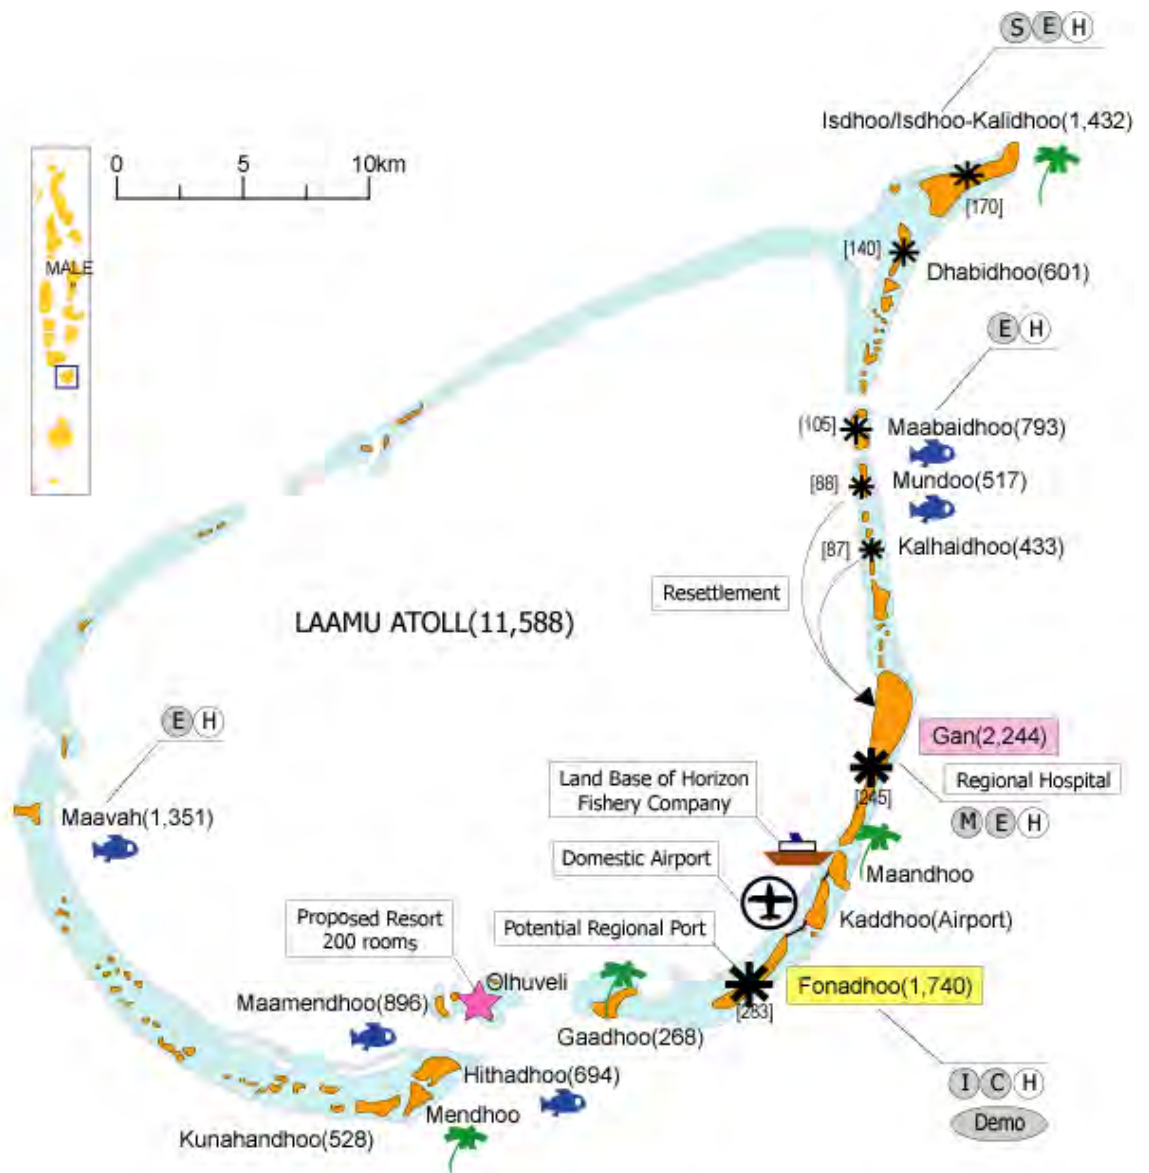 S E H
Isdhoo/Isdhoo-Kalidhoo(1,432)
0 5 10km
[170]
MALE
[140]
Dhabidhoo(601)
E H
[105]
Maabaidhoo(793)
[88]
Mundoo(517)
[87]
Kalhaidhoo(433)
Resettlement
LAAMU ATOLL(11,588)
E H
Gan(2,244)
Land Base of Horizon
Fishery Company
Regional Hospital
[245]
Maavah(1,351)
M E H
Domestic Airport
Maandhoo
Proposed Resort
200 rooms
Potential Regional Port
Kaddhoo(Airport)
Olhuveli
Fonadhoo(1,740)
Maamendhoo(896)
[283]
Gaadhoo(268)
Hithadhoo(694)
I C H
Mendhoo
Demo
Kunahandhoo(528)